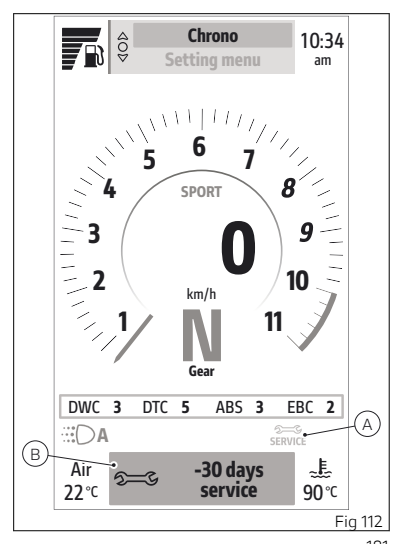 Chrono
Setting menu
10:34
am
1
2
3
4
5
6
7
8
9
10
11
SPORT
0
km/h
N
Gear
DWC 3 DTC 5 ABS 3 EBC 2
A
SERVICE
A
B
Air
22 °C
-30 days
service
90 °C
Fig 112